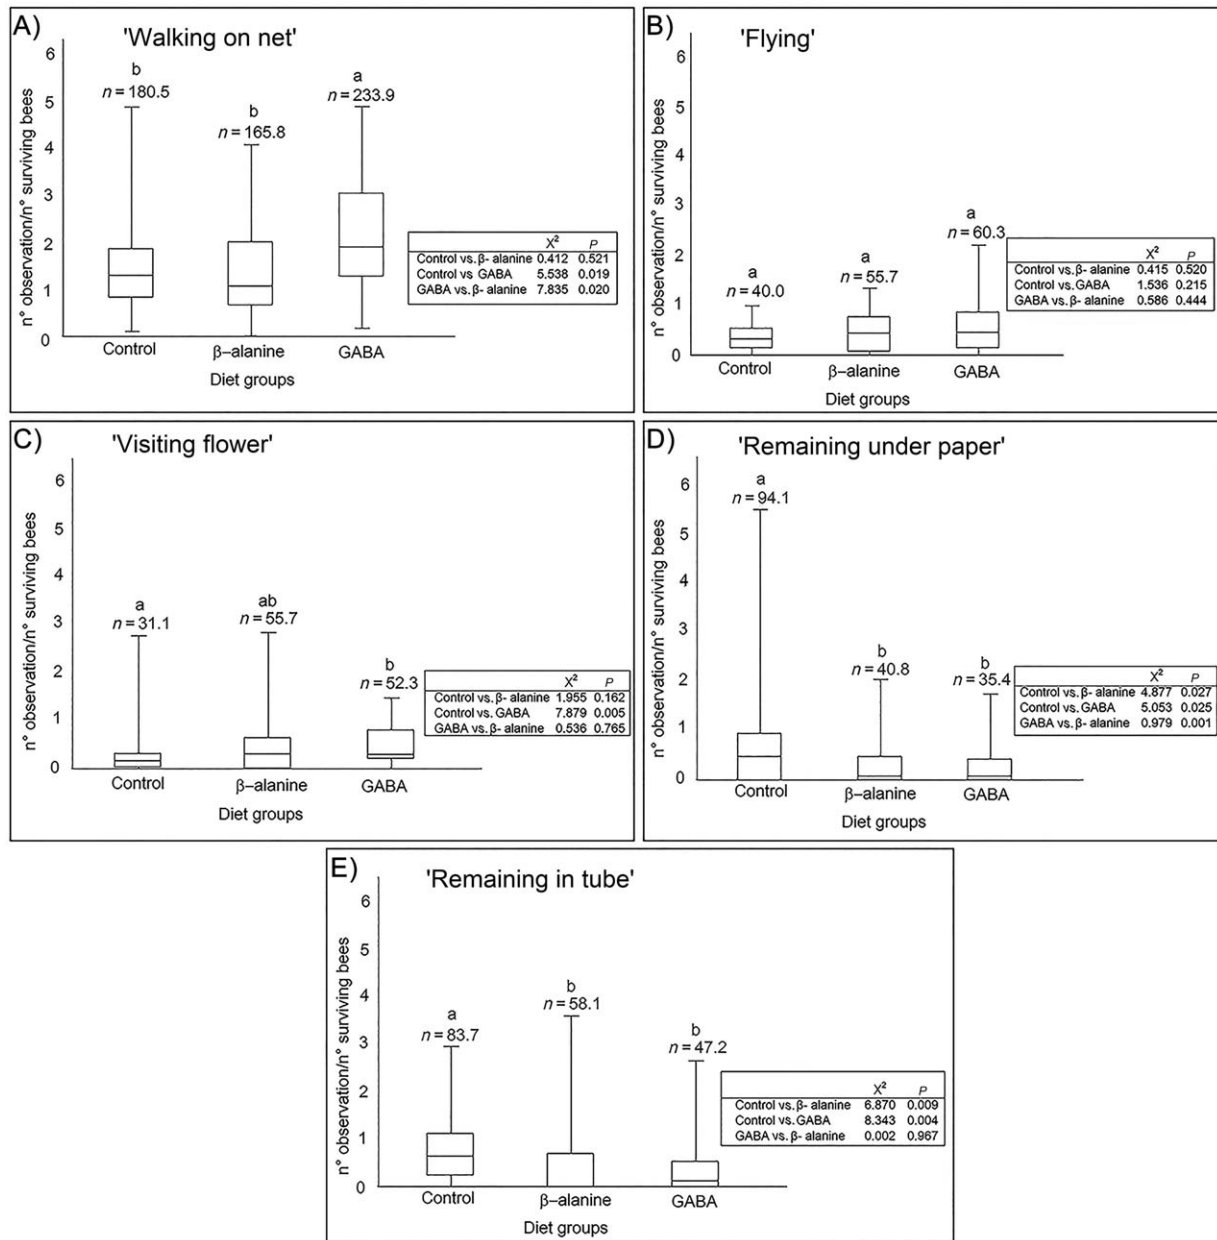 A)
'Walking on net'
n° observation/n° surviving bees
6
5
4
3
2
1
0
b
n = 180.5
b
n = 165.8
a
n = 233.9
X² P
Control vs. β- alanine 0.412 0.521
Control vs GABA 5.538 0.019
GABA vs. β- alanine 7.835 0.020
Control β–alanine GABA
Diet groups
B)
'Flying'
n° observation/n° surviving bees
6
5
4
3
2
1
0
a
n = 40.0
a
n = 55.7
a
n = 60.3
X² P
Control vs. β- alanine 0.415 0.520
Control vs. GABA 1.536 0.215
GABA vs. β- alanine 0.586 0.444
Control β–alanine GABA
Diet groups
C)
'Visiting flower'
n° observation/n° surviving bees
6
5
4
3
2
1
0
a
n = 31.1
ab
n = 55.7
b
n = 52.3
X² P
Control vs. β- alanine 1.955 0.162
Control vs. GABA 7.879 0.005
GABA vs. β- alanine 0.536 0.765
Control β–alanine GABA
Diet groups
D)
'Remaining under paper'
n° observation/n° surviving bees
6
5
4
3
2
1
0
a
n = 94.1
b
n = 40.8
b
n = 35.4
X² P
Control vs. β- alanine 4.877 0.027
Control vs. GABA 5.053 0.025
GABA vs. β- alanine 0.979 0.001
Control β–alanine GABA
Diet groups
E)
'Remaining in tube'
n° observation/n° surviving bees
6
5
4
3
2
1
0
a
n = 83.7
b
n = 58.1
b
n = 47.2
X² P
Control vs. β- alanine 6.870 0.009
Control vs. GABA 8.343 0.004
GABA vs. β- alanine 0.002 0.967
Control β–alanine GABA
Diet groups